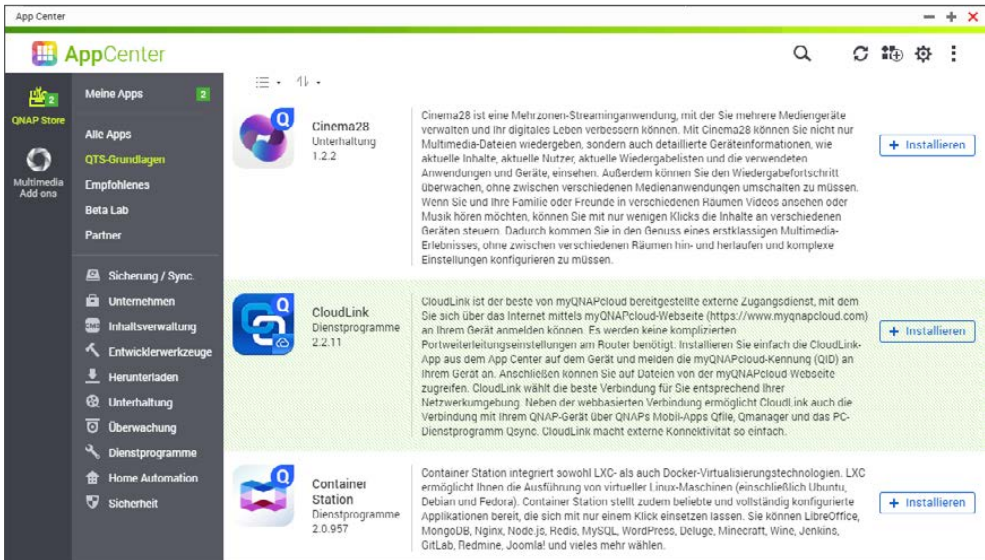 App Center
AppCenter
2
QNAP Store
Multimedia
Add ons
Meine Apps
2
Alle Apps
QTS-Grundlagen
Empfohlenes
Beta Lab
Partner
Sicherung / Sync.
Unternehmen
CMS
Inhaltsverwaltung
Entwicklerwerkzeuge
Herunterladen
Unterhaltung
Überwachung
Dienstprogramme
Home Automation
Sicherheit
Q
Cinema28
Unterhaltung
1.2.2
Cinema28 ist eine Mehrzonen-Streaminganwendung, mit der Sie mehrere Mediengeräte
verwalten und Ihr digitales Leben verbessern können. Mit Cinema28 können Sie nicht nur
Multimedia-Dateien wiedergeben, sondern auch detaillierte Geräteinformationen, wie
aktuelle Inhalte, aktuelle Nutzer, aktuelle Wiedergabelisten und die verwendeten
Anwendungen und Geräte, einsehen. Außerdem können Sie den Wiedergabefortschritt
überwachen, ohne zwischen verschiedenen Medienanwendungen umschalten zu müssen.
Wenn Sie und Ihre Familie oder Freunde in verschiedenen Räumen Videos ansehen oder
Musik hören möchten, können Sie mit nur wenigen Klicks die Inhalte an verschiedenen
Geräten steuern. Dadurch kommen Sie in den Genuss eines erstklassigen Multimedia-
Erlebnisses, ohne zwischen verschiedenen Räumen hin- und herlaufen und komplexe
Einstellungen konfigurieren zu müssen.
+ Installieren
Q
CloudLink
Dienstprogramme
2.2.11
CloudLink ist der beste von myQNAPcloud bereitgestellte externe Zugangsdienst, mit dem
Sie sich über das Internet mittels myQNAPcloud-Webseite (https://www.myqnapcloud.com)
an Ihrem Gerät anmelden können. Es werden keine komplizierten
Portweiterleitungseinstellungen am Router benötigt. Installieren Sie einfach die CloudLink-
App aus dem App Center auf dem Gerät und melden die myQNAPcloud-Kennung (QID) an
Ihrem Gerät an. Anschließen können Sie auf Dateien von der myQNAPcloud Webseite
zugreifen. CloudLink wählt die beste Verbindung für Sie entsprechend Ihrer
Netzwerkumgebung. Neben der webbasierten Verbindung ermöglicht CloudLink auch die
Verbindung mit Ihrem QNAP-Gerät über QNAPs Mobil-Apps Qfile, Qmanager und das PC-
Dienstprogramm Qsync. CloudLink macht externe Konnektivität so einfach.
+ Installieren
Q
Container
Station
Dienstprogramme
2.0.957
Container Station integriert sowohl LXC- als auch Docker-Virtualisierungstechnologien. LXC
ermöglicht Ihnen die Ausführung von virtueller Linux-Maschinen (einschließlich Ubuntu,
Debian und Fedora). Container Station stellt zudem beliebte und vollständig konfigurierte
Applikationen bereit, die sich mit nur einem Klick einsetzen lassen. Sie können LibreOffice,
MongoDB, Nginx, Node.js, Redis, MySQL, WordPress, Deluge, Minecraft, Wine, Jenkins,
GitLab, Redmine, Joomla! und vieles mehr wählen.
+ Installieren